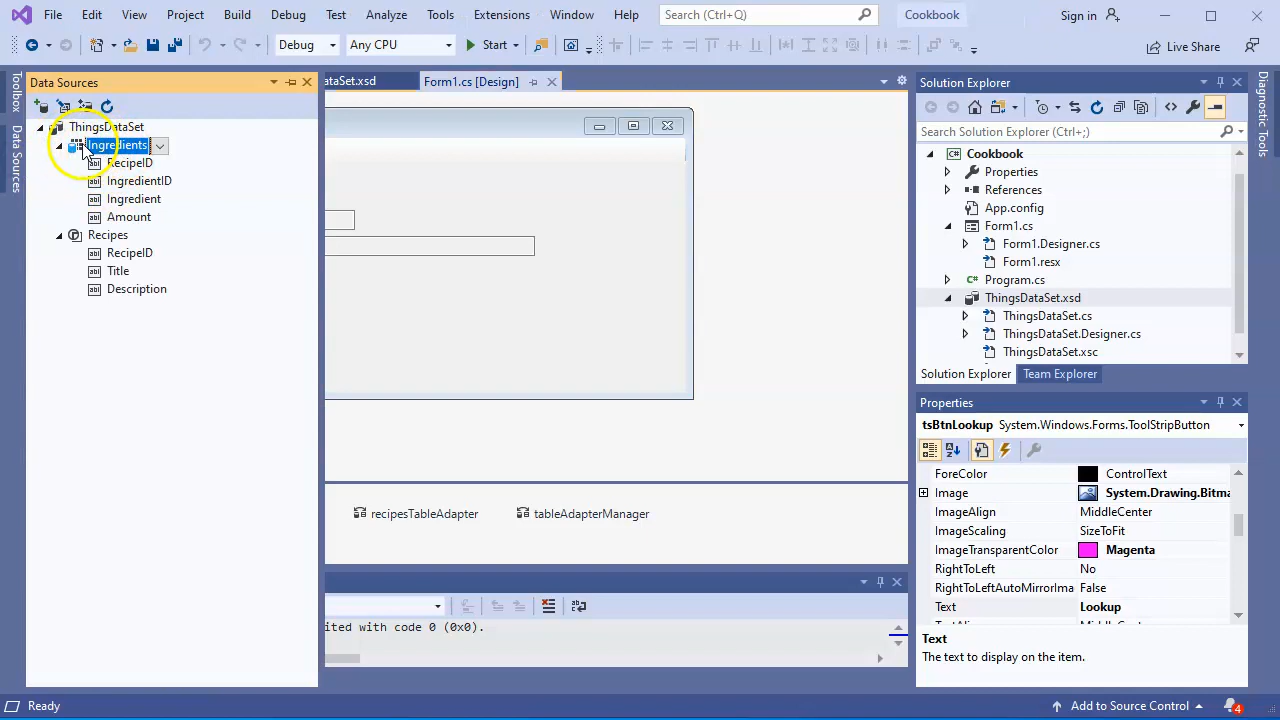 File Edit View Project Build Debug Test Analyze Tools Extensions Window Help Search (Ctrl+Q) Cookbook Sign in
Debug Any CPU Start Live Share
Toolbox
Data Sources
Data Sources
ThingsDataSet
Ingredients
RecipeID
IngredientID
Ingredient
Amount
Recipes
RecipeID
Title
Description
ataSet.xsd Form1.cs [Design]
recipesTableAdapter tableAdapterManager
ited with code 0 (0x0).
Solution Explorer
Search Solution Explorer (Ctrl+;)
Cookbook
Properties
References
App.config
Form1.cs
Form1.Designer.cs
Form1.resx
Program.cs
ThingsDataSet.xsd
ThingsDataSet.cs
ThingsDataSet.Designer.cs
ThingsDataSet.xsc
Solution Explorer Team Explorer
Properties
tsBtnLookup System.Windows.Forms.ToolStripButton
ForeColor ControlText
Image System.Drawing.Bitma
ImageAlign MiddleCenter
ImageScaling SizeToFit
ImageTransparentColor Magenta
RightToLeft No
RightToLeftAutoMirrorIma False
Text Lookup
Text
The text to display on the item.
Diagnostic Tools
Ready Add to Source Control 4